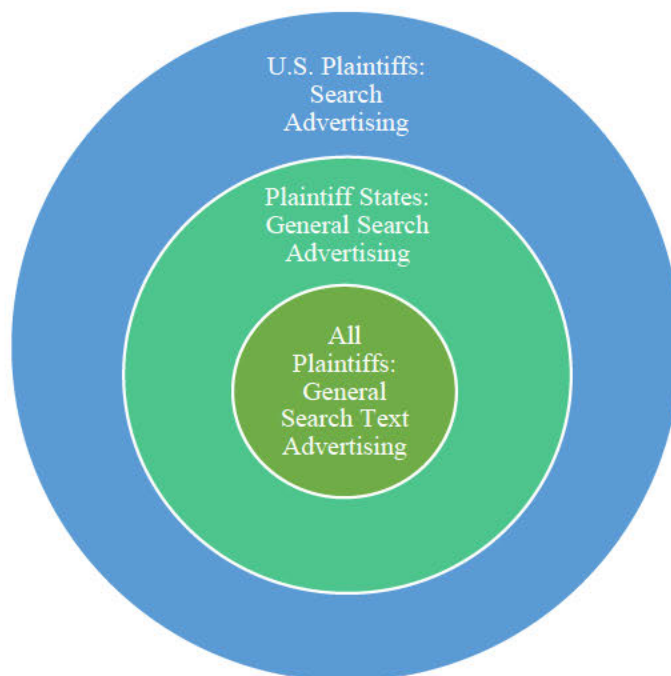 U.S. Plaintiffs:
Search
Advertising
Plaintiff States:
General Search
Advertising
All
Plaintiffs:
General
Search Text
Advertising